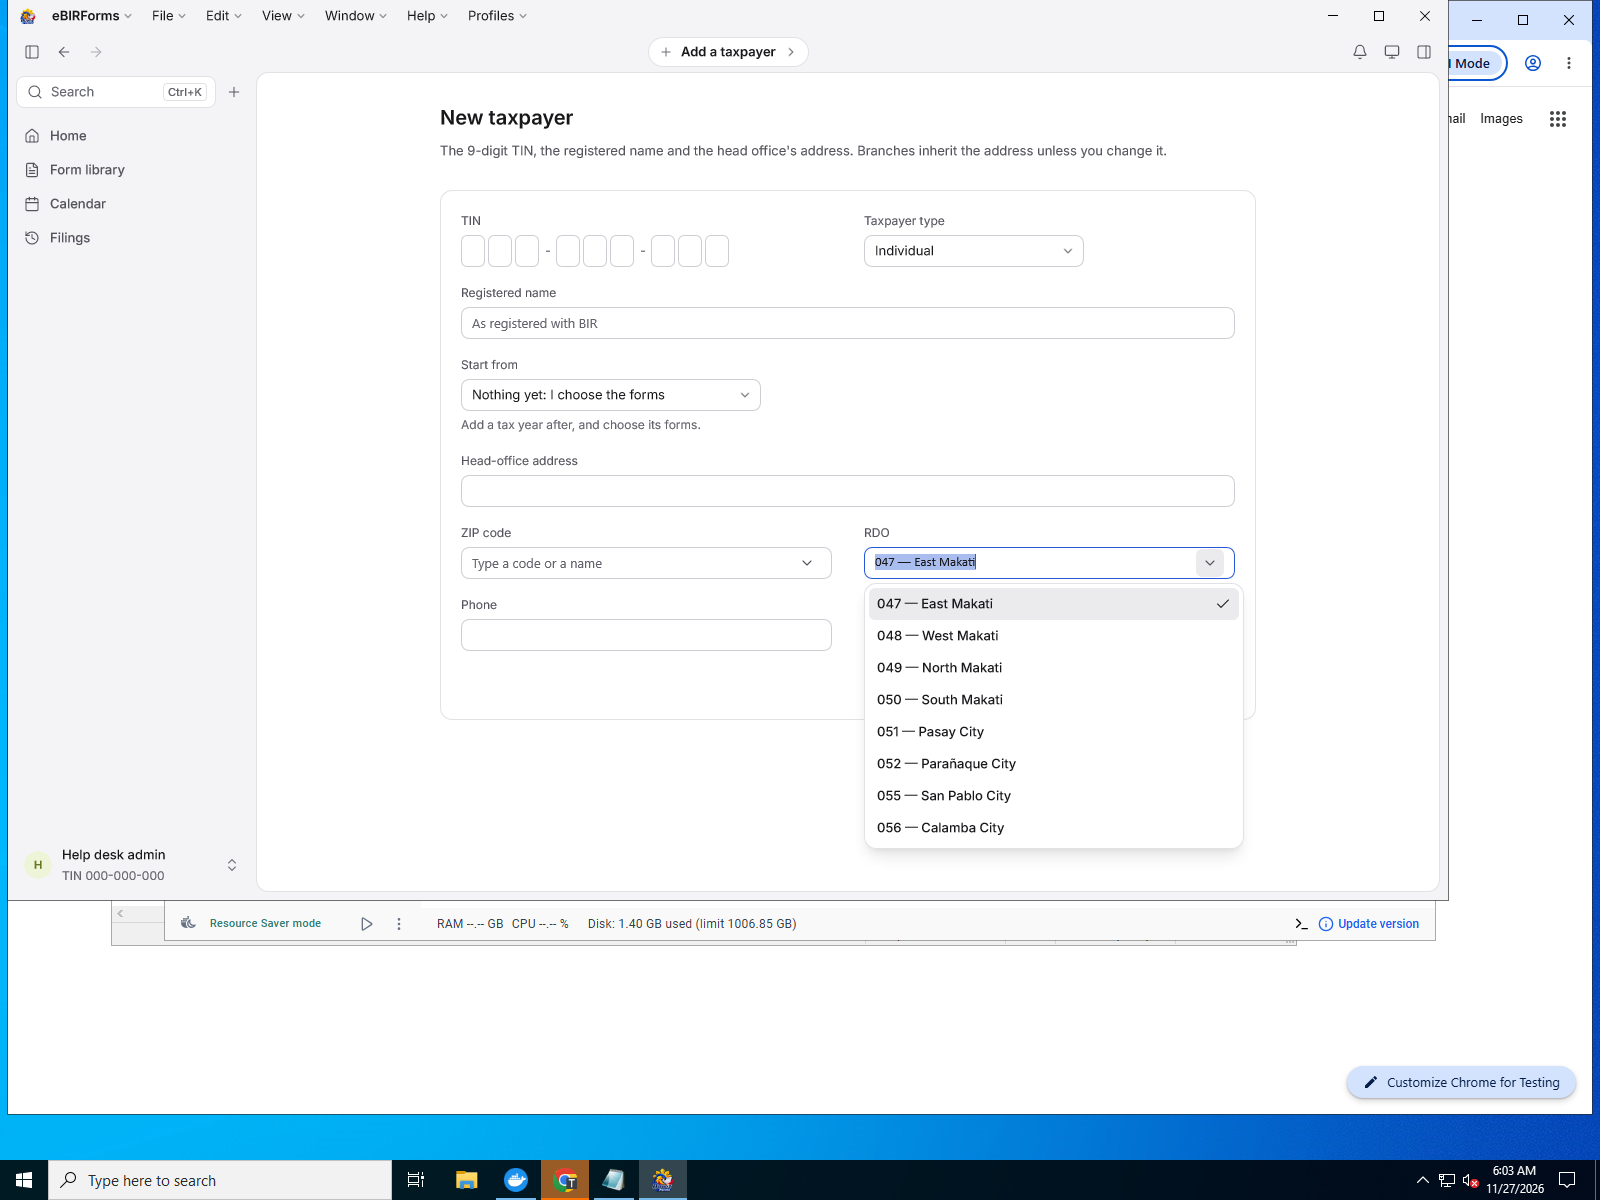 eBIRForms File Edit View Window Help Profiles
Add a taxpayer
Search Ctrl+K
Home
Form library
Calendar
Filings
New taxpayer
The 9-digit TIN, the registered name and the head office's address. Branches inherit the address unless you change it.
TIN
Taxpayer type
- -
Individual
Registered name
As registered with BIR
Start from
Nothing yet: I choose the forms
Add a tax year after, and choose its forms.
Head-office address
ZIP code
RDO
Type a code or a name
047 — East Makati
Phone
047 — East Makati
048 — West Makati
049 — North Makati
050 — South Makati
051 — Pasay City
052 — Parañaque City
055 — San Pablo City
056 — Calamba City
H
Help desk admin
TIN 000-000-000
Mode
Images
Resource Saver mode
RAM --.-- GB CPU --.-- % Disk: 1.40 GB used (limit 1006.85 GB)
Update version
Customize Chrome for Testing
Type here to search
6:03 AM
11/27/2026